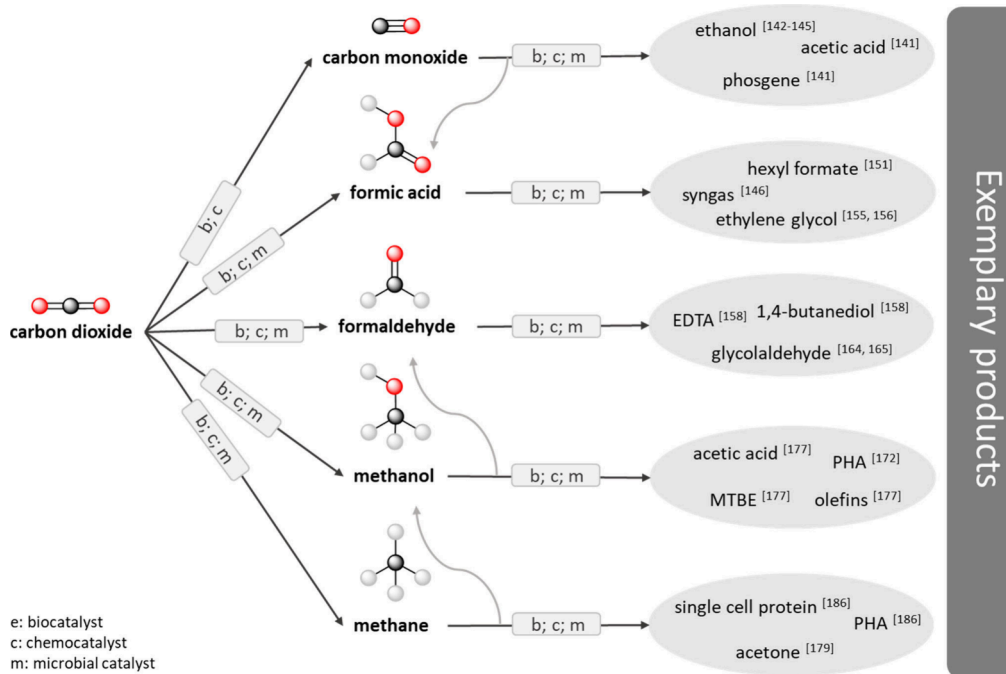 carbon monoxide
b; c; m
ethanol [142-145]
acetic acid [141]
phosgene [141]
b; c
formic acid
b; c; m
hexyl formate [151]
syngas [146]
ethylene glycol [155, 156]
b; c; m
carbon dioxide
b; c; m
formaldehyde
b; c; m
EDTA [158] 1,4-butanediol [158]
glycolaldehyde [164, 165]
b; c; m
methanol
b; c; m
acetic acid [177]
PHA [172]
MTBE [177] olefins [177]
b; c; m
methane
b; c; m
single cell protein [186]
PHA [186]
acetone [179]
e: biocatalyst
c: chemocatalyst
m: microbial catalyst
Exemplary products